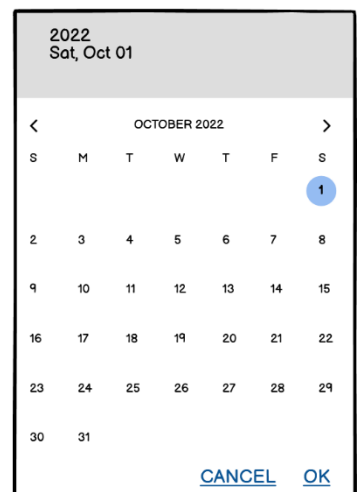 2022
Sat, Oct 01
< OCTOBER 2022 >
S M T W T F S
1
2 3 4 5 6 7 8
9 10 11 12 13 14 15
16 17 18 19 20 21 22
23 24 25 26 27 28 29
30 31
CANCEL OK